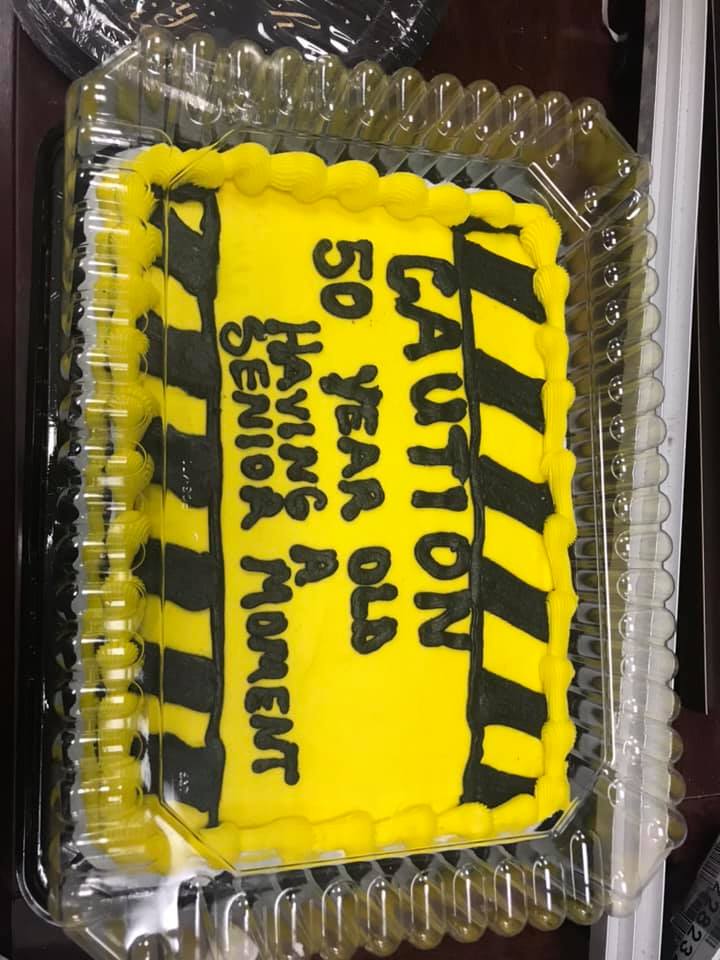 CAUTION
50 YEAR OLD
HAVING A
SENIOR MOMENT